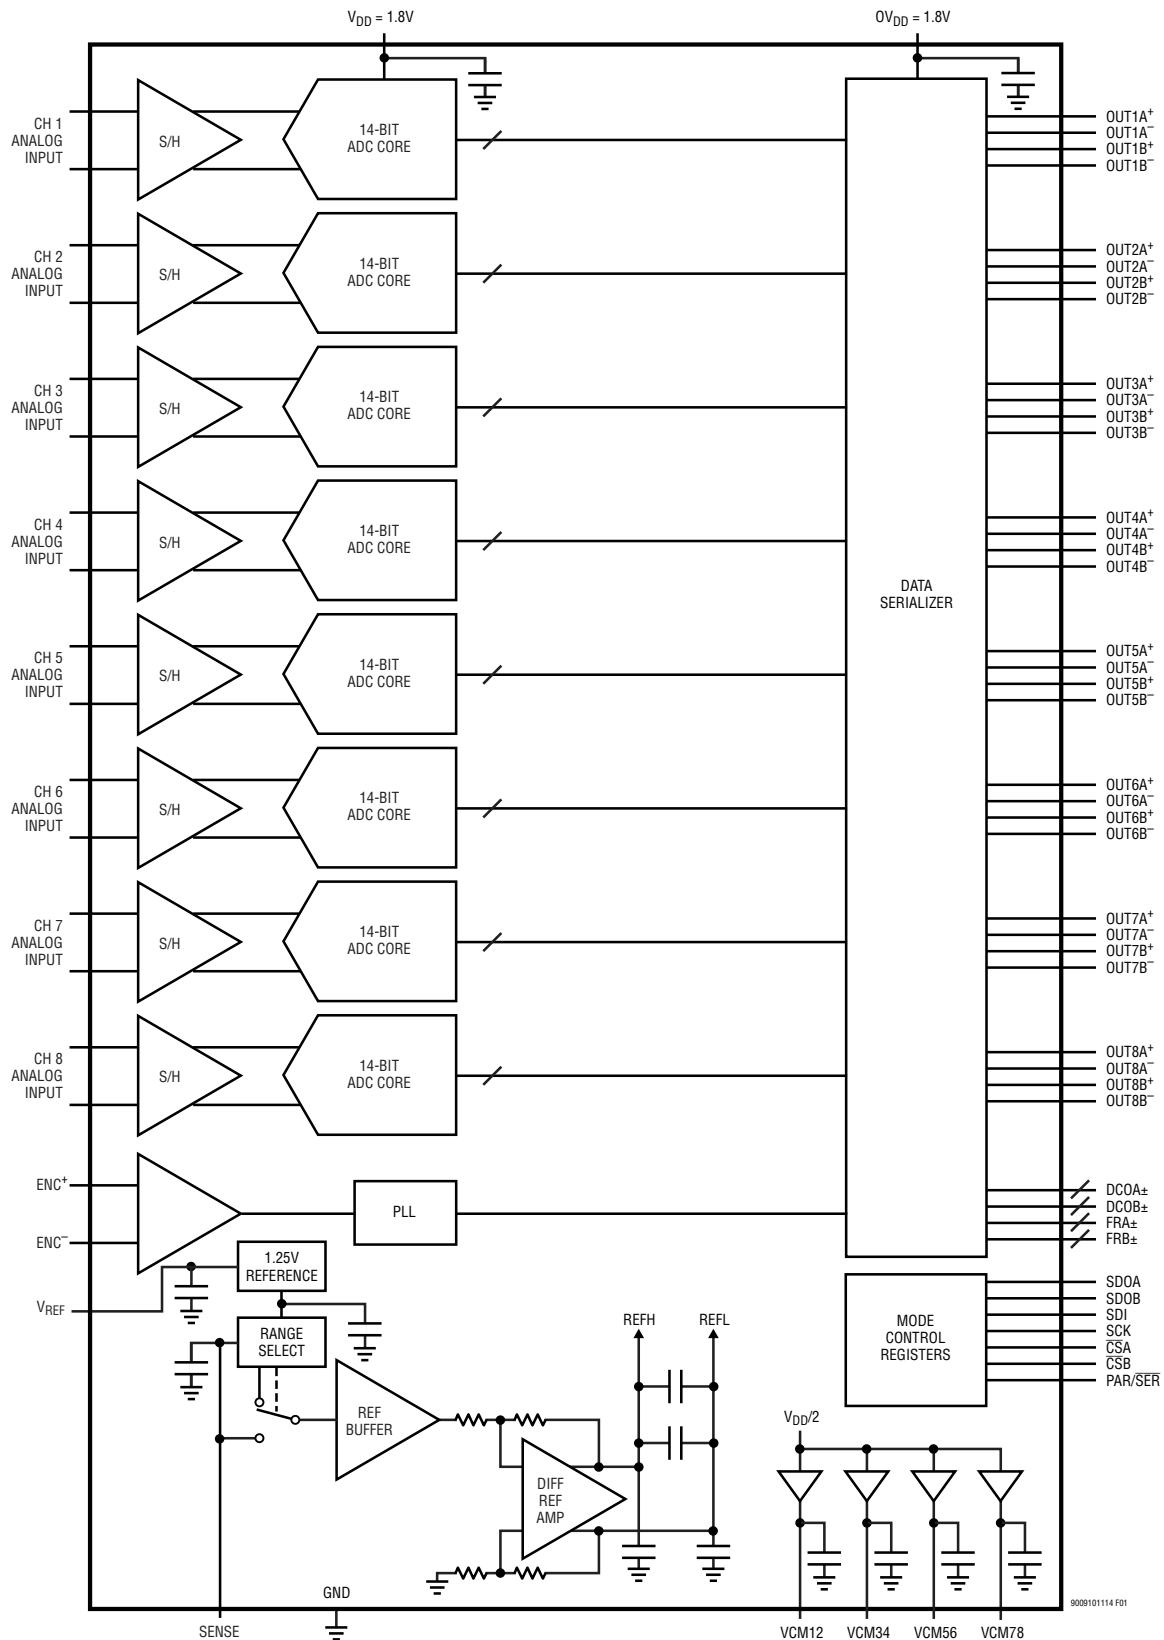 V_DD = 1.8V
OV_DD = 1.8V
CH 1
ANALOG
INPUT
S/H
14-BIT
ADC CORE
OUT1A⁺
OUT1A⁻
OUT1B⁺
OUT1B⁻
CH 2
ANALOG
INPUT
S/H
14-BIT
ADC CORE
OUT2A⁺
OUT2A⁻
OUT2B⁺
OUT2B⁻
CH 3
ANALOG
INPUT
S/H
14-BIT
ADC CORE
OUT3A⁺
OUT3A⁻
OUT3B⁺
OUT3B⁻
CH 4
ANALOG
INPUT
S/H
14-BIT
ADC CORE
OUT4A⁺
OUT4A⁻
OUT4B⁺
OUT4B⁻
DATA
SERIALIZER
CH 5
ANALOG
INPUT
S/H
14-BIT
ADC CORE
OUT5A⁺
OUT5A⁻
OUT5B⁺
OUT5B⁻
CH 6
ANALOG
INPUT
S/H
14-BIT
ADC CORE
OUT6A⁺
OUT6A⁻
OUT6B⁺
OUT6B⁻
CH 7
ANALOG
INPUT
S/H
14-BIT
ADC CORE
OUT7A⁺
OUT7A⁻
OUT7B⁺
OUT7B⁻
CH 8
ANALOG
INPUT
S/H
14-BIT
ADC CORE
OUT8A⁺
OUT8A⁻
OUT8B⁺
OUT8B⁻
ENC⁺
ENC⁻
PLL
DCOA±
DCOB±
FRA±
FRB±
1.25V
REFERENCE
V_REF
RANGE
SELECT
REFH
REFL
MODE
CONTROL
REGISTERS
SDOA
SDOB
SDI
SCK
C̅S̅A
C̅S̅B
PAR/S̅E̅R̅
REF
BUFFER
DIFF
REF
AMP
V_DD/2
GND
SENSE
VCM12
VCM34
VCM56
VCM78
9009101114 F01